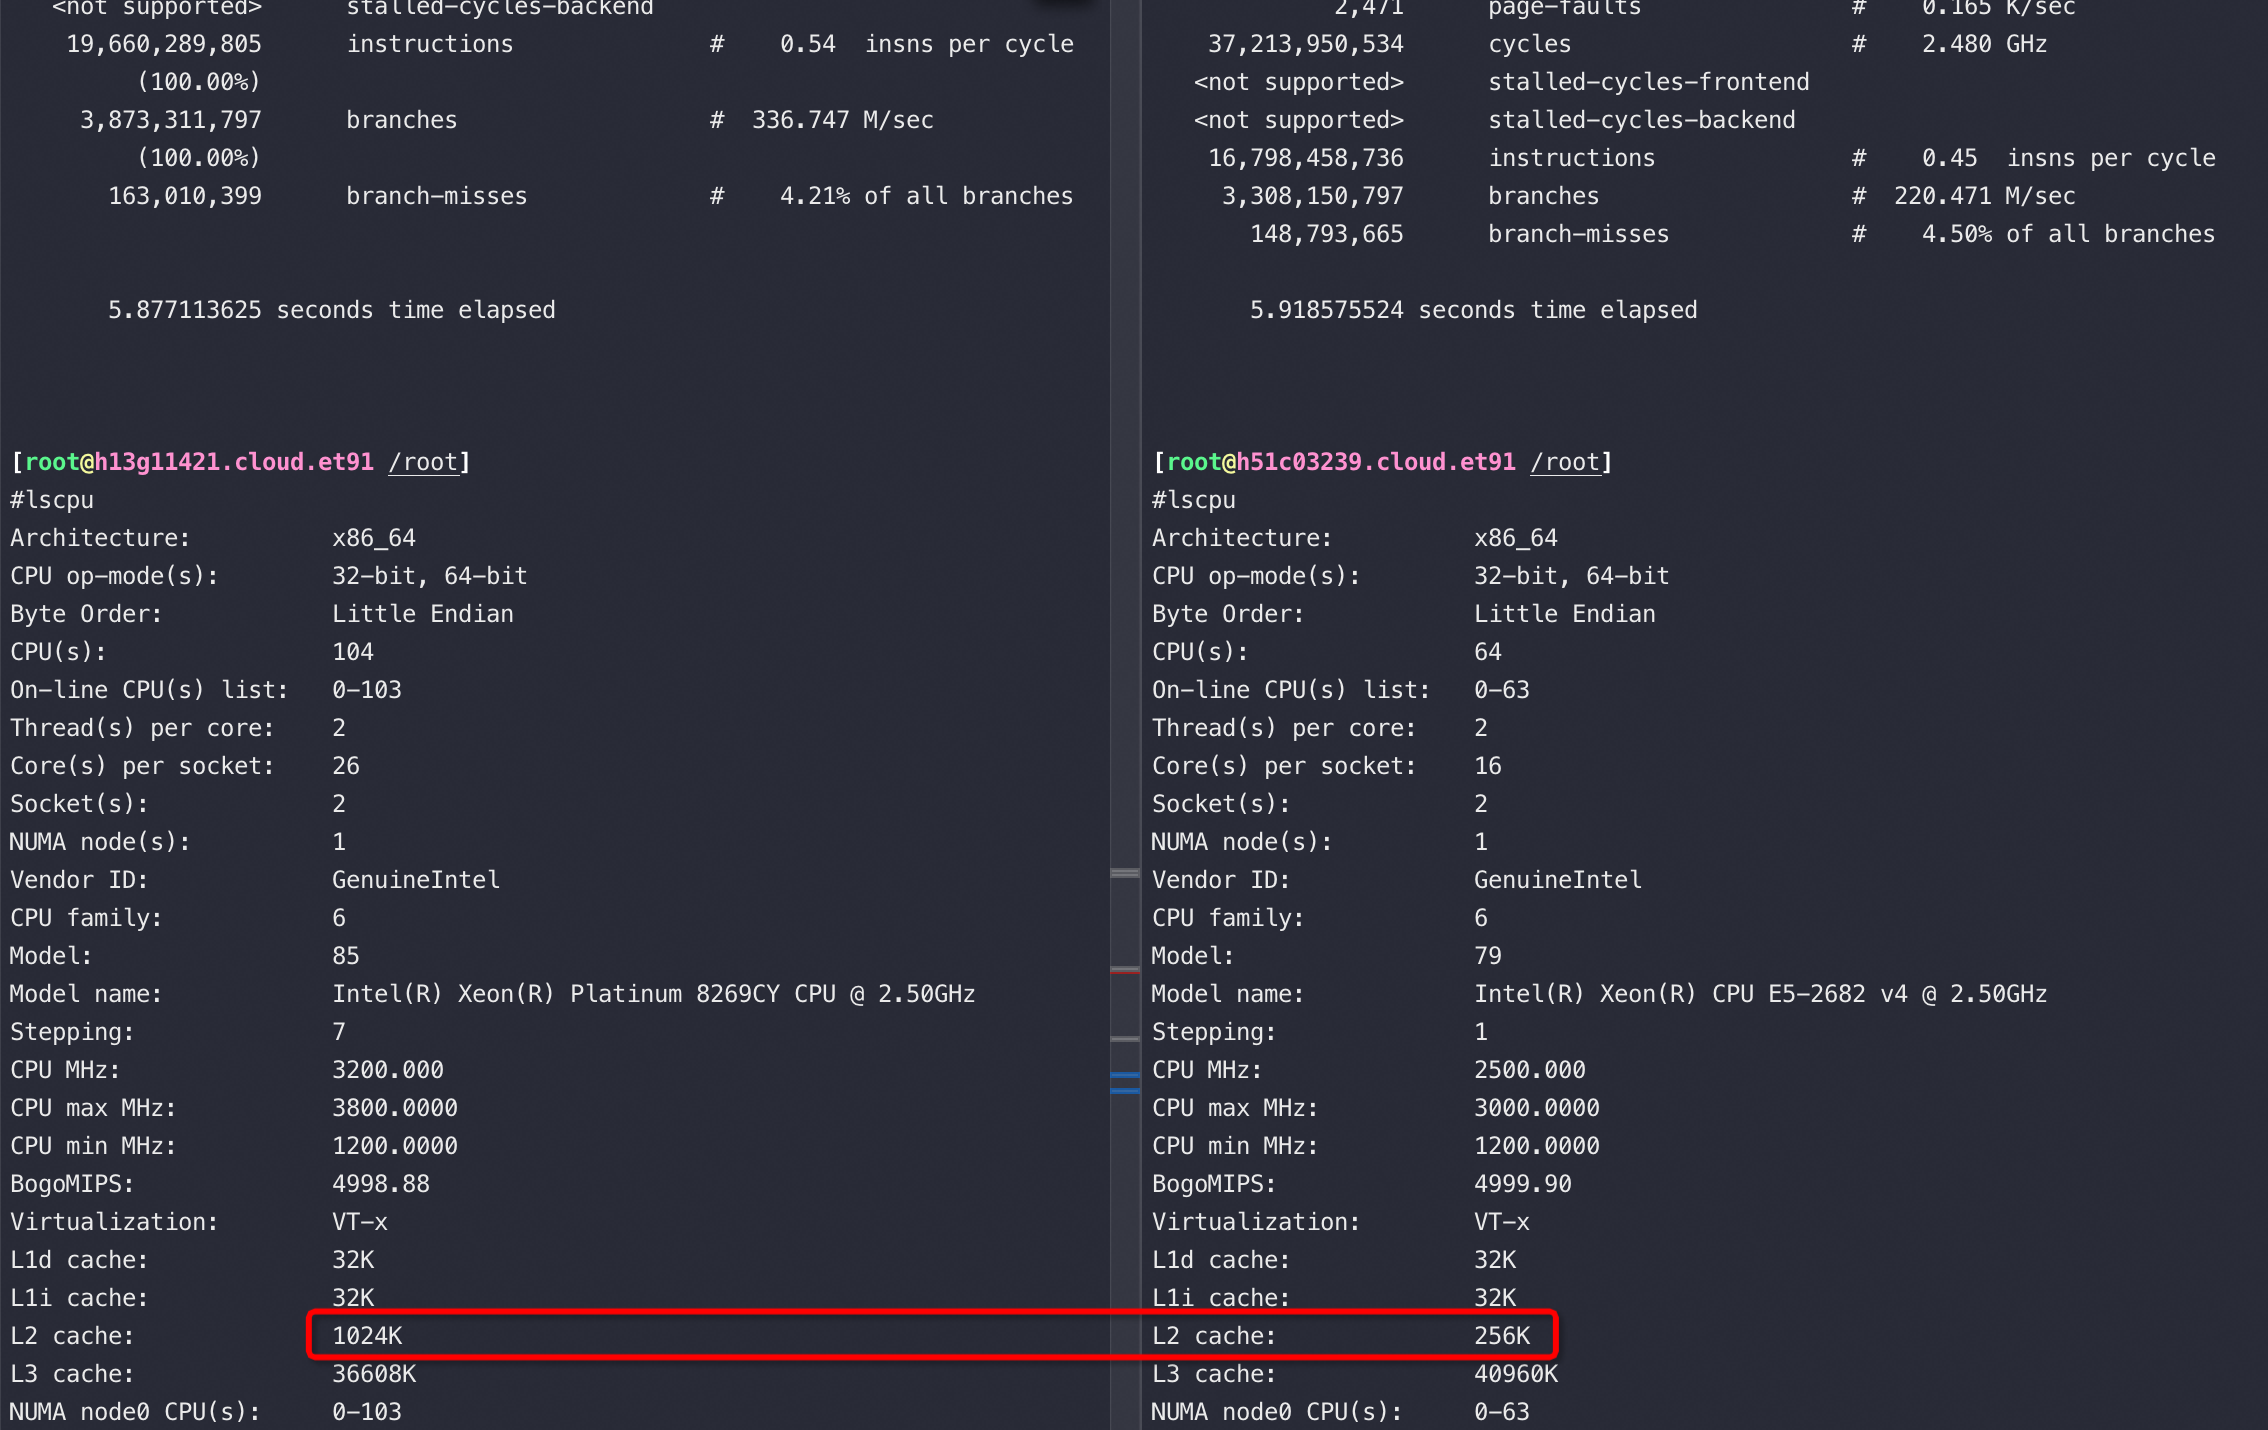 <not supported>      stalled-cycles-backend
19,660,289,805      instructions              #    0.54  insns per cycle
(100.00%)
3,873,311,797      branches                  #  336.747 M/sec
(100.00%)
163,010,399      branch-misses             #    4.21% of all branches
5.877113625 seconds time elapsed
[root@h13g11421.cloud.et91 /root]
#lscpu
Architecture:          x86_64
CPU op-mode(s):        32-bit, 64-bit
Byte Order:            Little Endian
CPU(s):                104
On-line CPU(s) list:   0-103
Thread(s) per core:    2
Core(s) per socket:    26
Socket(s):             2
NUMA node(s):          1
Vendor ID:             GenuineIntel
CPU family:            6
Model:                 85
Model name:            Intel(R) Xeon(R) Platinum 8269CY CPU @ 2.50GHz
Stepping:              7
CPU MHz:               3200.000
CPU max MHz:           3800.0000
CPU min MHz:           1200.0000
BogoMIPS:              4998.88
Virtualization:        VT-x
L1d cache:             32K
L1i cache:             32K
L2 cache:              1024K
L3 cache:              36608K
NUMA node0 CPU(s):     0-103
2,471      page-faults               #    0.165 K/sec
37,213,950,534      cycles                    #    2.480 GHz
<not supported>      stalled-cycles-frontend
<not supported>      stalled-cycles-backend
16,798,458,736      instructions              #    0.45  insns per cycle
3,308,150,797      branches                  #  220.471 M/sec
148,793,665      branch-misses             #    4.50% of all branches
5.918575524 seconds time elapsed
[root@h51c03239.cloud.et91 /root]
#lscpu
Architecture:          x86_64
CPU op-mode(s):        32-bit, 64-bit
Byte Order:            Little Endian
CPU(s):                64
On-line CPU(s) list:   0-63
Thread(s) per core:    2
Core(s) per socket:    16
Socket(s):             2
NUMA node(s):          1
Vendor ID:             GenuineIntel
CPU family:            6
Model:                 79
Model name:            Intel(R) Xeon(R) CPU E5-2682 v4 @ 2.50GHz
Stepping:              1
CPU MHz:               2500.000
CPU max MHz:           3000.0000
CPU min MHz:           1200.0000
BogoMIPS:              4999.90
Virtualization:        VT-x
L1d cache:             32K
L1i cache:             32K
L2 cache:              256K
L3 cache:              40960K
NUMA node0 CPU(s):     0-63